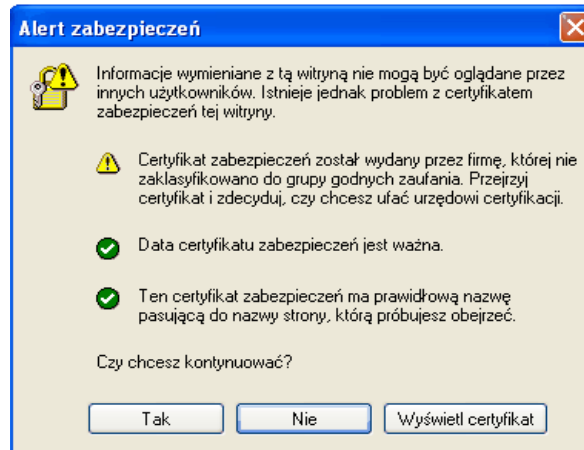 Alert zabezpieczeń
Informacje wymieniane z tą witryną nie mogą być oglądane przez
innych użytkowników. Istnieje jednak problem z certyfikatem
zabezpieczeń tej witryny.
Certyfikat zabezpieczeń został wydany przez firmę, której nie
zaklasyfikowano do grupy godnych zaufania. Przejrzyj
certyfikat i zdecyduj, czy chcesz ufać urzędowi certyfikacji.
Data certyfikatu zabezpieczeń jest ważna.
Ten certyfikat zabezpieczeń ma prawidłową nazwę
pasującą do nazwy strony, którą próbujesz obejrzeć.
Czy chcesz kontynuować?
Tak
Nie
Wyświetl certyfikat